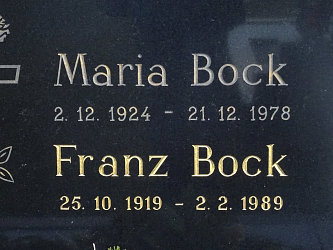 Maria Bock
2. 12. 1924 - 21. 12. 1978
Franz Bock
25. 10. 1919 - 2. 2. 1989